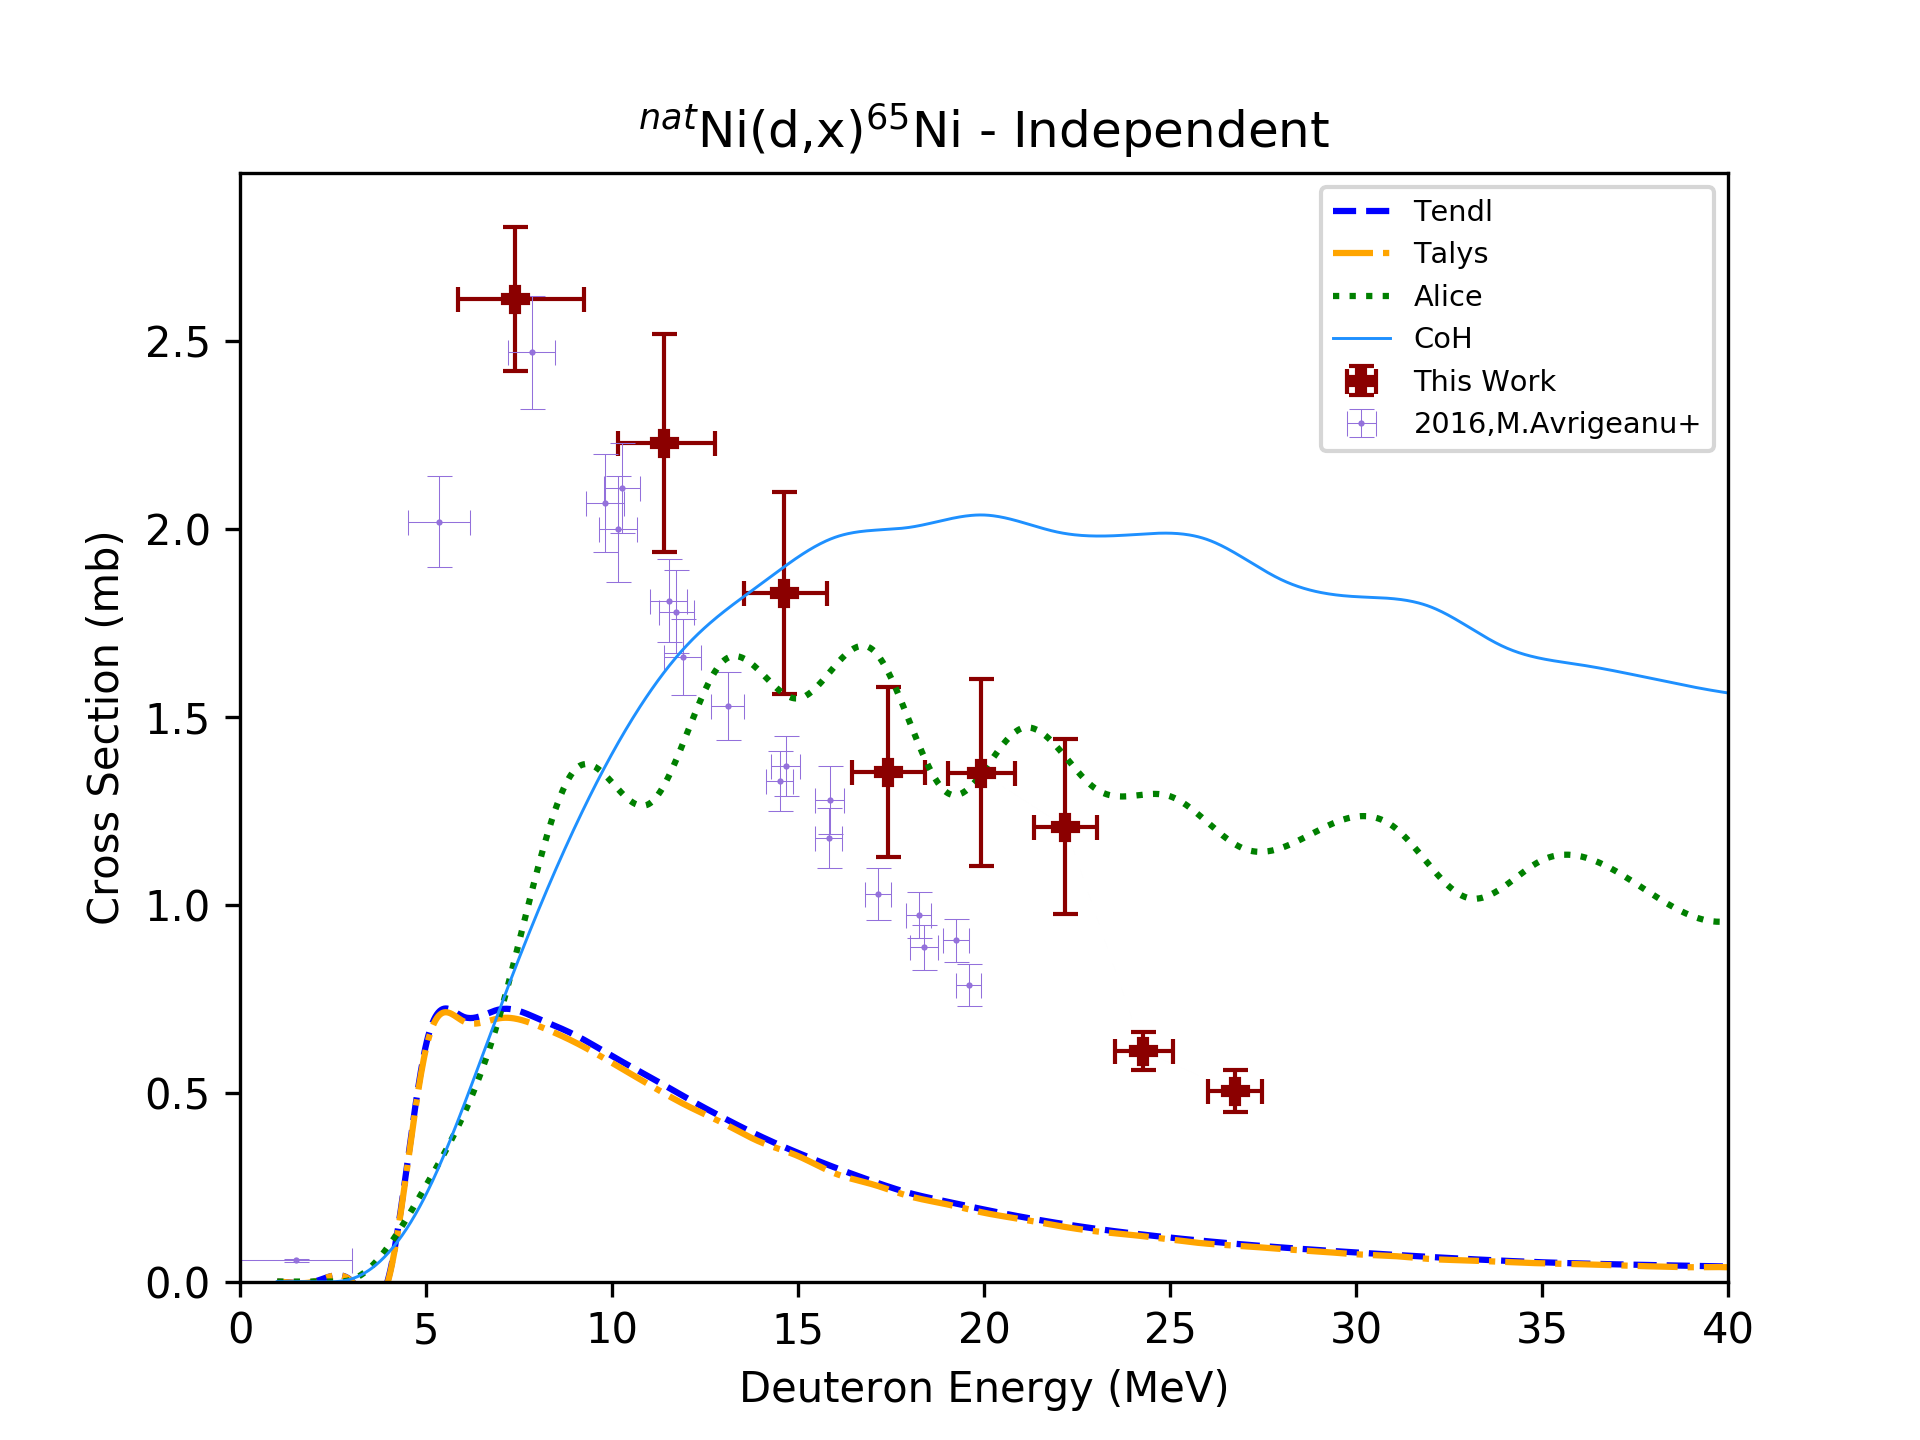 natNi(d,x)65Ni - Independent
Tendl
Talys
Alice
CoH
This Work
2016,M.Avrigeanu+
Cross Section (mb)
2.5
2.0
1.5
1.0
0.5
0.0
0 5 10 15 20 25 30 35 40
Deuteron Energy (MeV)